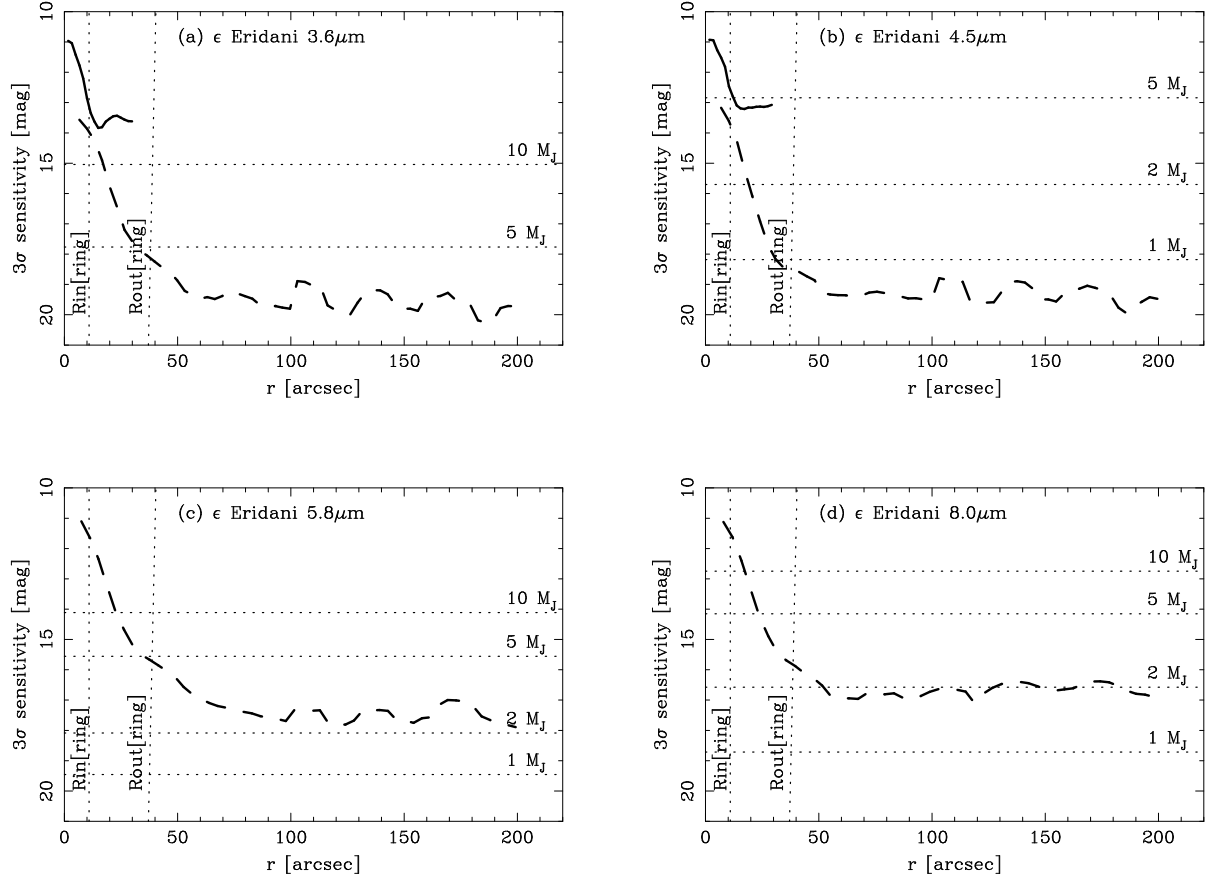 (a) ϵ Eridani 3.6μm
3σ sensitivity [mag]
10
15
20
10 M_J
5 M_J
Rin[ring]
Rout[ring]
0 50 100 150 200
r [arcsec]
(b) ϵ Eridani 4.5μm
3σ sensitivity [mag]
10
15
20
5 M_J
2 M_J
1 M_J
Rin[ring]
Rout[ring]
0 50 100 150 200
r [arcsec]
(c) ϵ Eridani 5.8μm
3σ sensitivity [mag]
10
15
20
10 M_J
5 M_J
2 M_J
1 M_J
Rin[ring]
Rout[ring]
0 50 100 150 200
r [arcsec]
(d) ϵ Eridani 8.0μm
3σ sensitivity [mag]
10
15
20
10 M_J
5 M_J
2 M_J
1 M_J
Rin[ring]
Rout[ring]
0 50 100 150 200
r [arcsec]